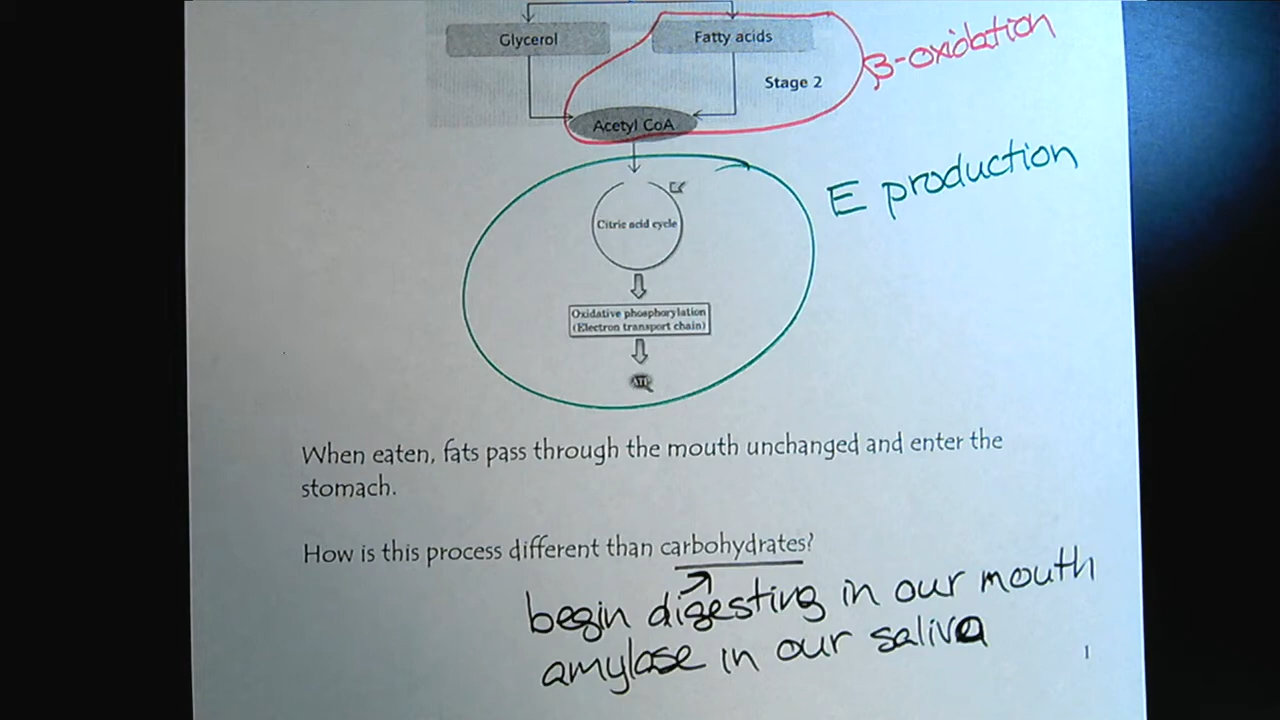 Glycerol
Fatty acids
β-oxidation
Stage 2
Acetyl CoA
E production
Citric acid cycle
Oxidative phosphorylation
(Electron transport chain)
ATP
When eaten, fats pass through the mouth unchanged and enter the
stomach.
How is this process different than carbohydrates?
begin digesting in our mouth
amylase in our saliva
1